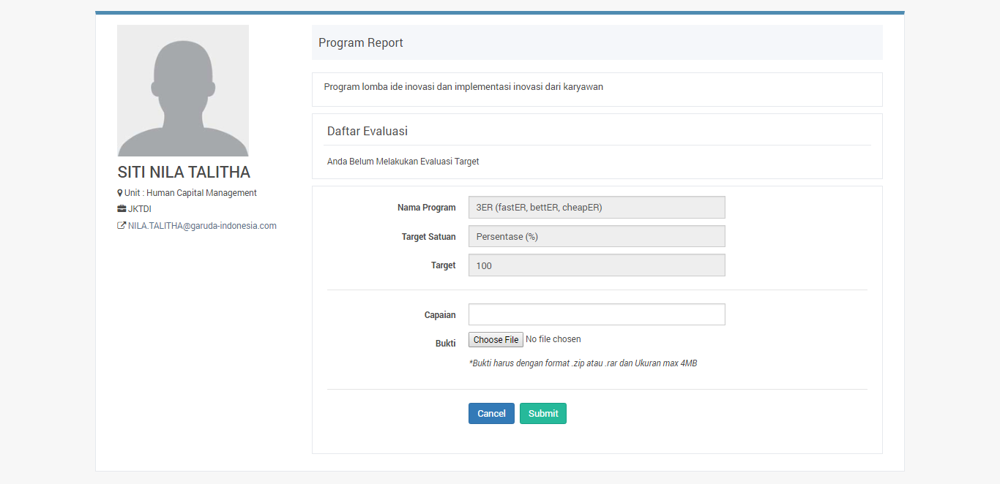 SITI NILA TALITHA
Unit : Human Capital Management
JKTDI
NILA.TALITHA@garuda-indonesia.com
Program Report
Program lomba ide inovasi dan implementasi inovasi dari karyawan
Daftar Evaluasi
Anda Belum Melakukan Evaluasi Target
Nama Program 3ER (fastER, bettER, cheapER)
Target Satuan Persentase (%)
Target 100
Capaian
Bukti Choose File No file chosen
*Bukti harus dengan format .zip atau .rar dan Ukuran max 4MB
Cancel Submit